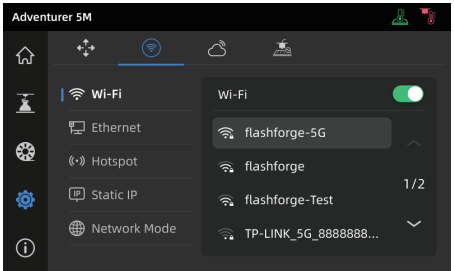 Adventurer 5M
Wi-Fi
Ethernet
Hotspot
IP
Static IP
Network Mode
Wi-Fi
flashforge-5G
flashforge
flashforge-Test
TP-LINK_5G_8888888...
1/2